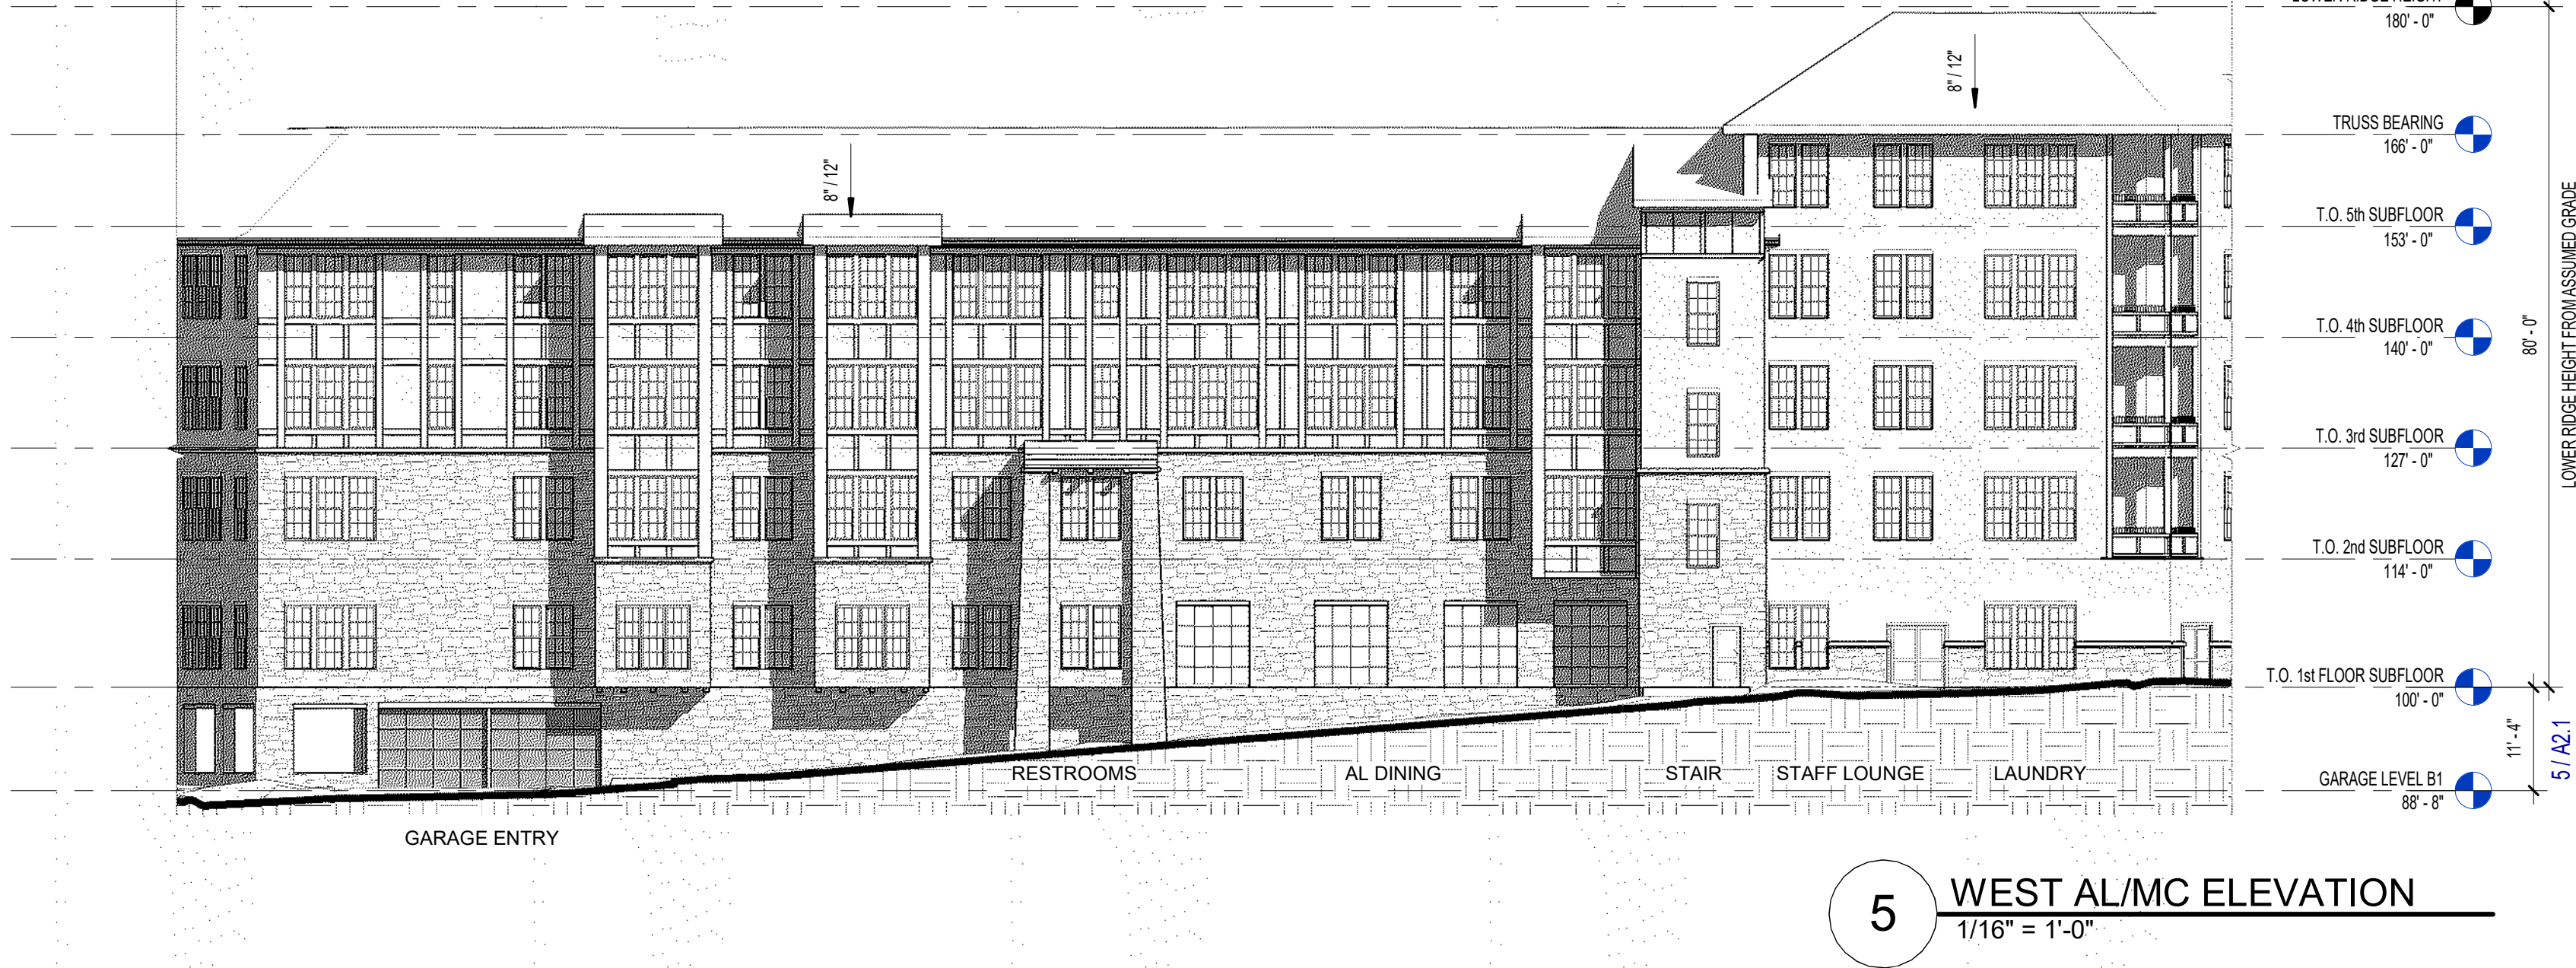 LOWER RIDGE HEIGHT
180' - 0"
8" / 12"
TRUSS BEARING
166' - 0"
8" / 12"
T.O. 5th SUBFLOOR
153' - 0"
T.O. 4th SUBFLOOR
140' - 0"
80' - 0"
LOWER RIDGE HEIGHT FROM ASSUMED GRADE
T.O. 3rd SUBFLOOR
127' - 0"
T.O. 2nd SUBFLOOR
114' - 0"
T.O. 1st FLOOR SUBFLOOR
100' - 0"
11' - 4"
5 / A2.1
RESTROOMS
AL DINING
STAIR
STAFF LOUNGE
LAUNDRY
GARAGE LEVEL B1
88' - 8"
GARAGE ENTRY
5
WEST AL/MC ELEVATION
1/16" = 1'-0"